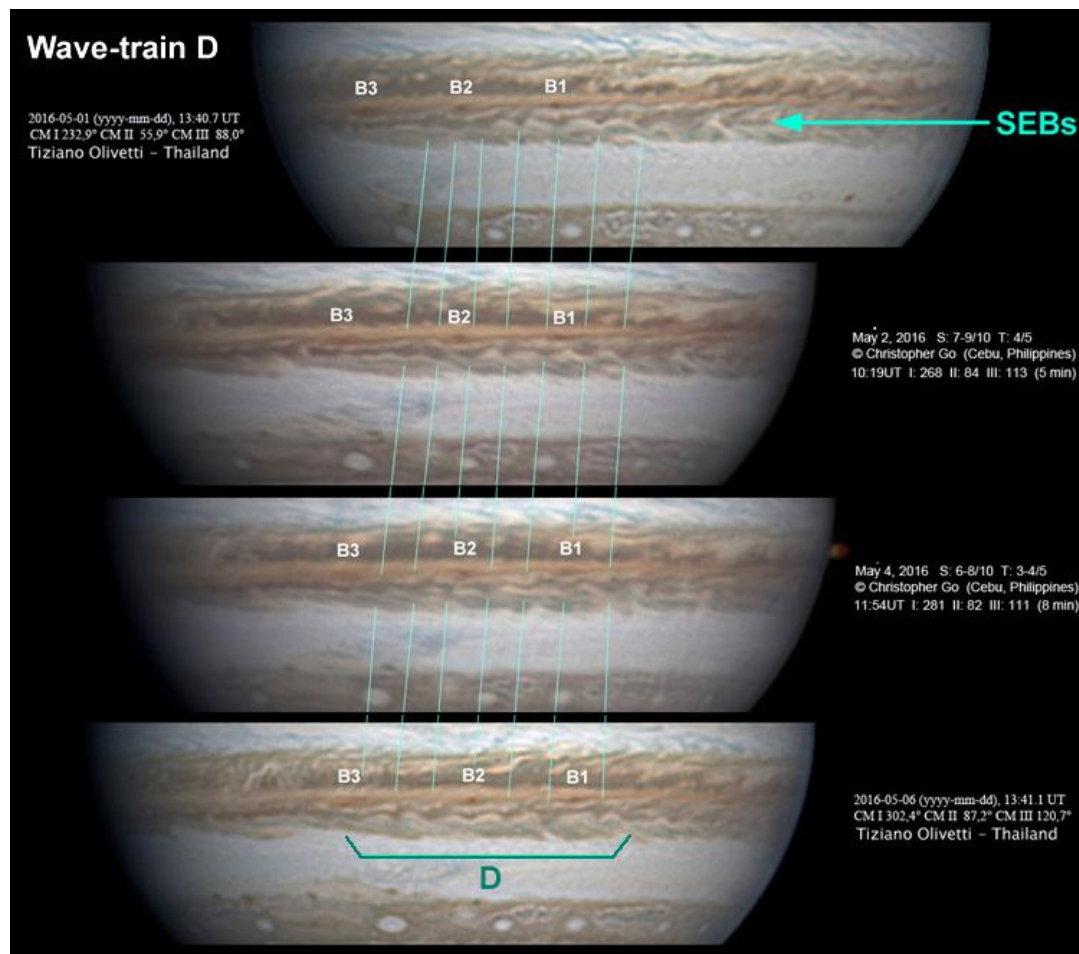 Wave-train D
B3 B2 B1
2016-05-01 (yyyy-mm-dd), 13:40.7 UT
CM I 232,9° CM II 55,9° CM III 88,0°
Tiziano Olivetti – Thailand
SEBs
B3 B2 B1
May 2, 2016 S: 7-9/10 T: 4/5
© Christopher Go (Cebu, Philippines)
10:19UT I: 268 II: 84 III: 113 (5 min)
B3 B2 B1
May 4, 2016 S: 6-8/10 T: 3-4/5
© Christopher Go (Cebu, Philippines)
11:54UT I: 281 II: 82 III: 111 (8 min)
B3 B2 B1
2016-05-06 (yyyy-mm-dd), 13:41.1 UT
CM I 302,4° CM II 87,2° CM III 120,7°
Tiziano Olivetti – Thailand
D